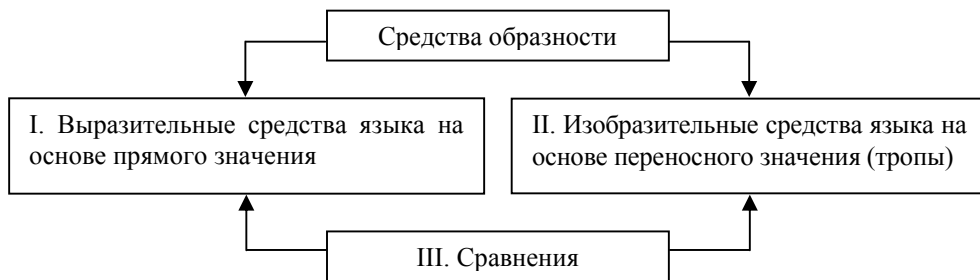 Средства образности
I. Выразительные средства языка на
основе прямого значения
II. Изобразительные средства языка на
основе переносного значения (тропы)
III. Сравнения